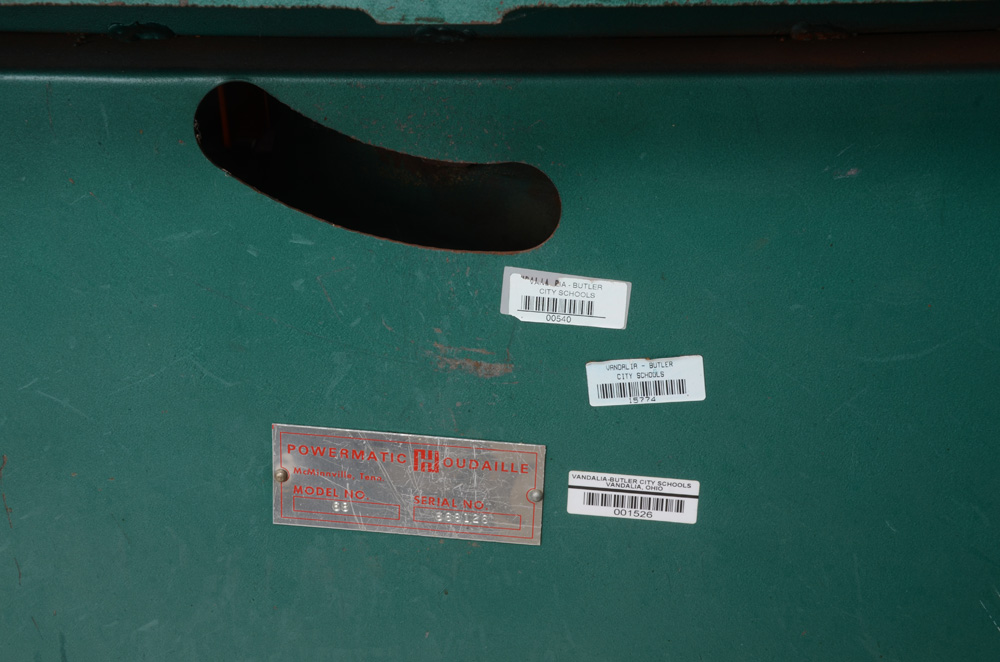 - BUTLER
CITY SCHOOLS
00540
VANDALIA - BUTLER
CITY SCHOOLS
15774
POWERMATIC HOUDAILLE
McMinnville, Tenn
MODEL NO.
SERIAL NO.
VANDALIA-BUTLER CITY SCHOOLS
VANDALIA, OHIO
001526